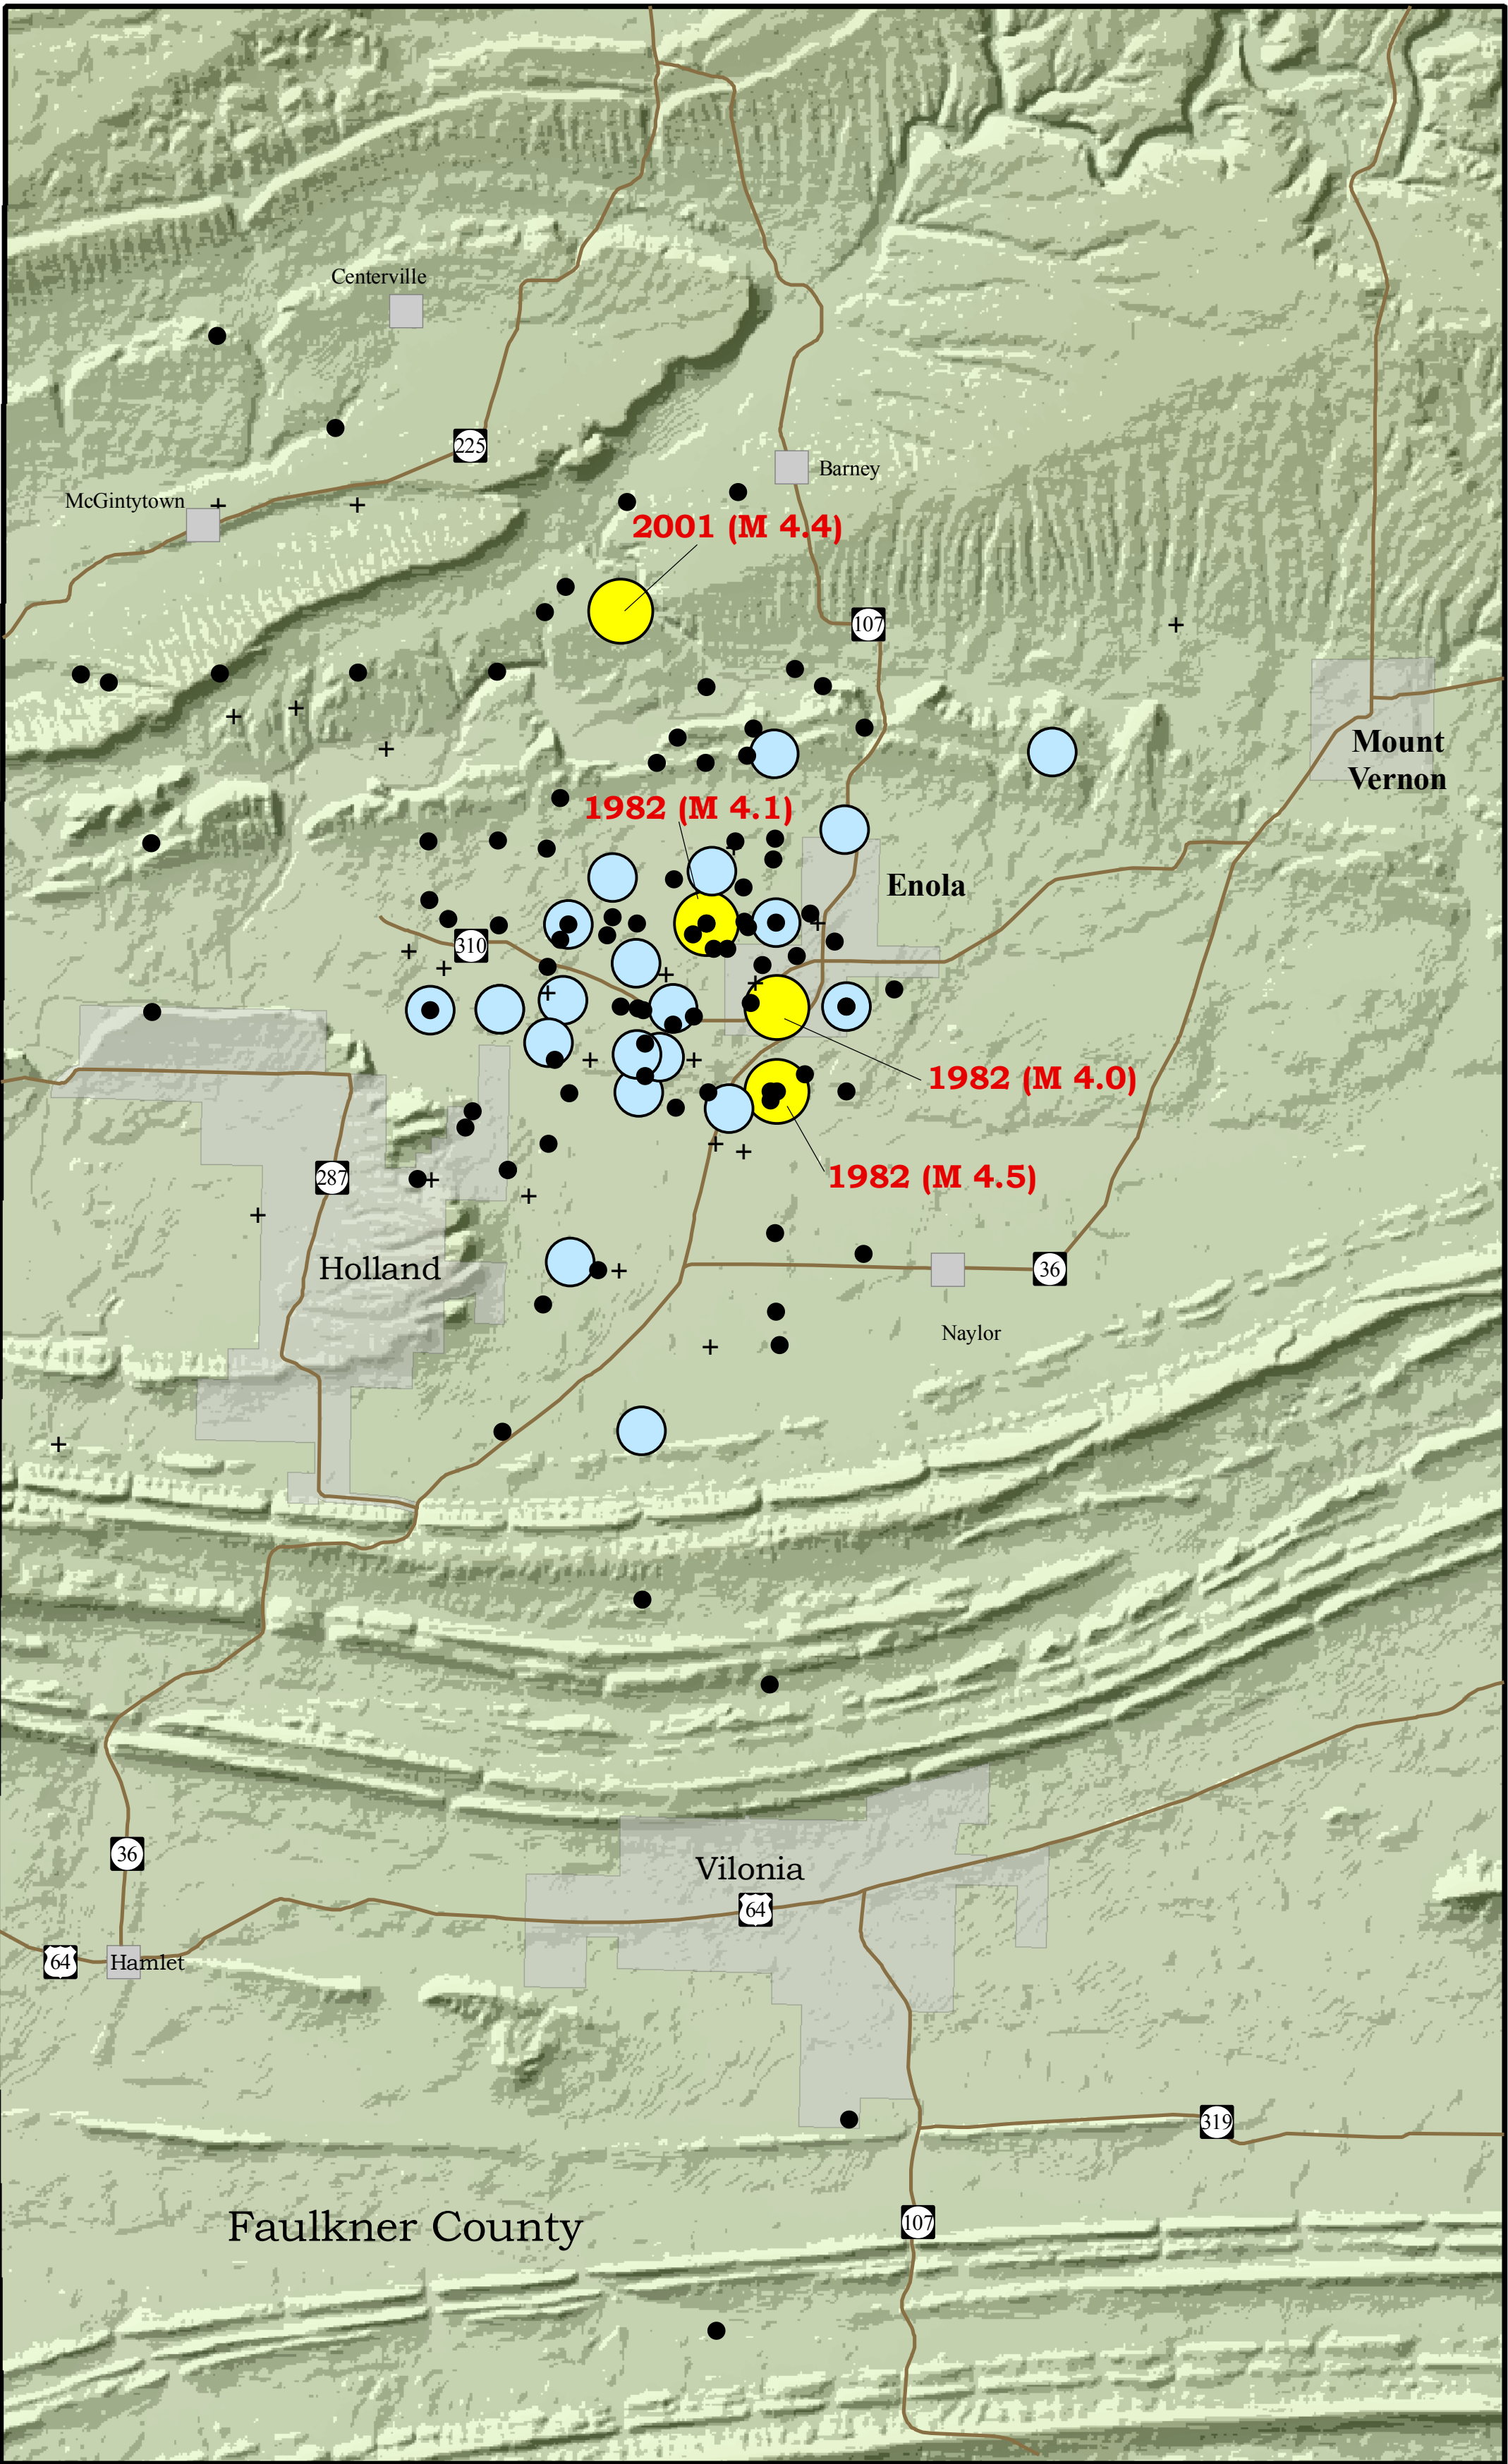 Centerville
225
McGintytown
Barney
2001 (M 4.4)
107
Mount
Vernon
1982 (M 4.1)
Enola
310
1982 (M 4.0)
287
1982 (M 4.5)
Holland
36
Naylor
36
Vilonia
64
64
Hamlet
319
107
Faulkner County